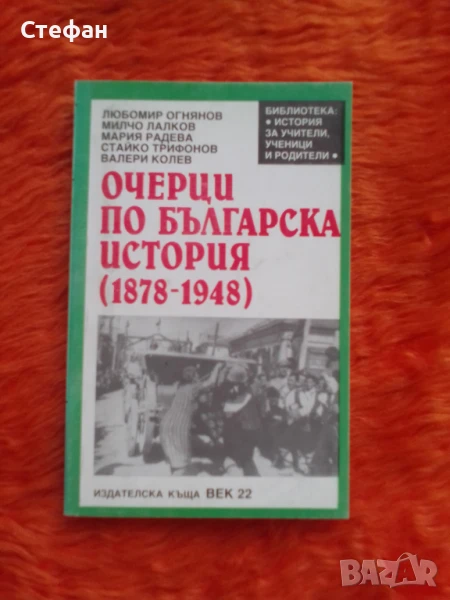 Стефан
ЛЮБОМИР ОГНЯНОВ
МИЛЧО ЛАЛКОВ
МАРИЯ РАДЕВА
СТАЙКО ТРИФОНОВ
ВАЛЕРИ КОЛЕВ
БИБЛИОТЕКА:
• ИСТОРИЯ
ЗА УЧИТЕЛИ,
УЧЕНИЦИ
И РОДИТЕЛИ •
ОЧЕРЦИ
ПО БЪЛГАРСКА
ИСТОРИЯ
(1878-1948)
ИЗДАТЕЛСКА КЪЩА ВЕК 22
BAZAR